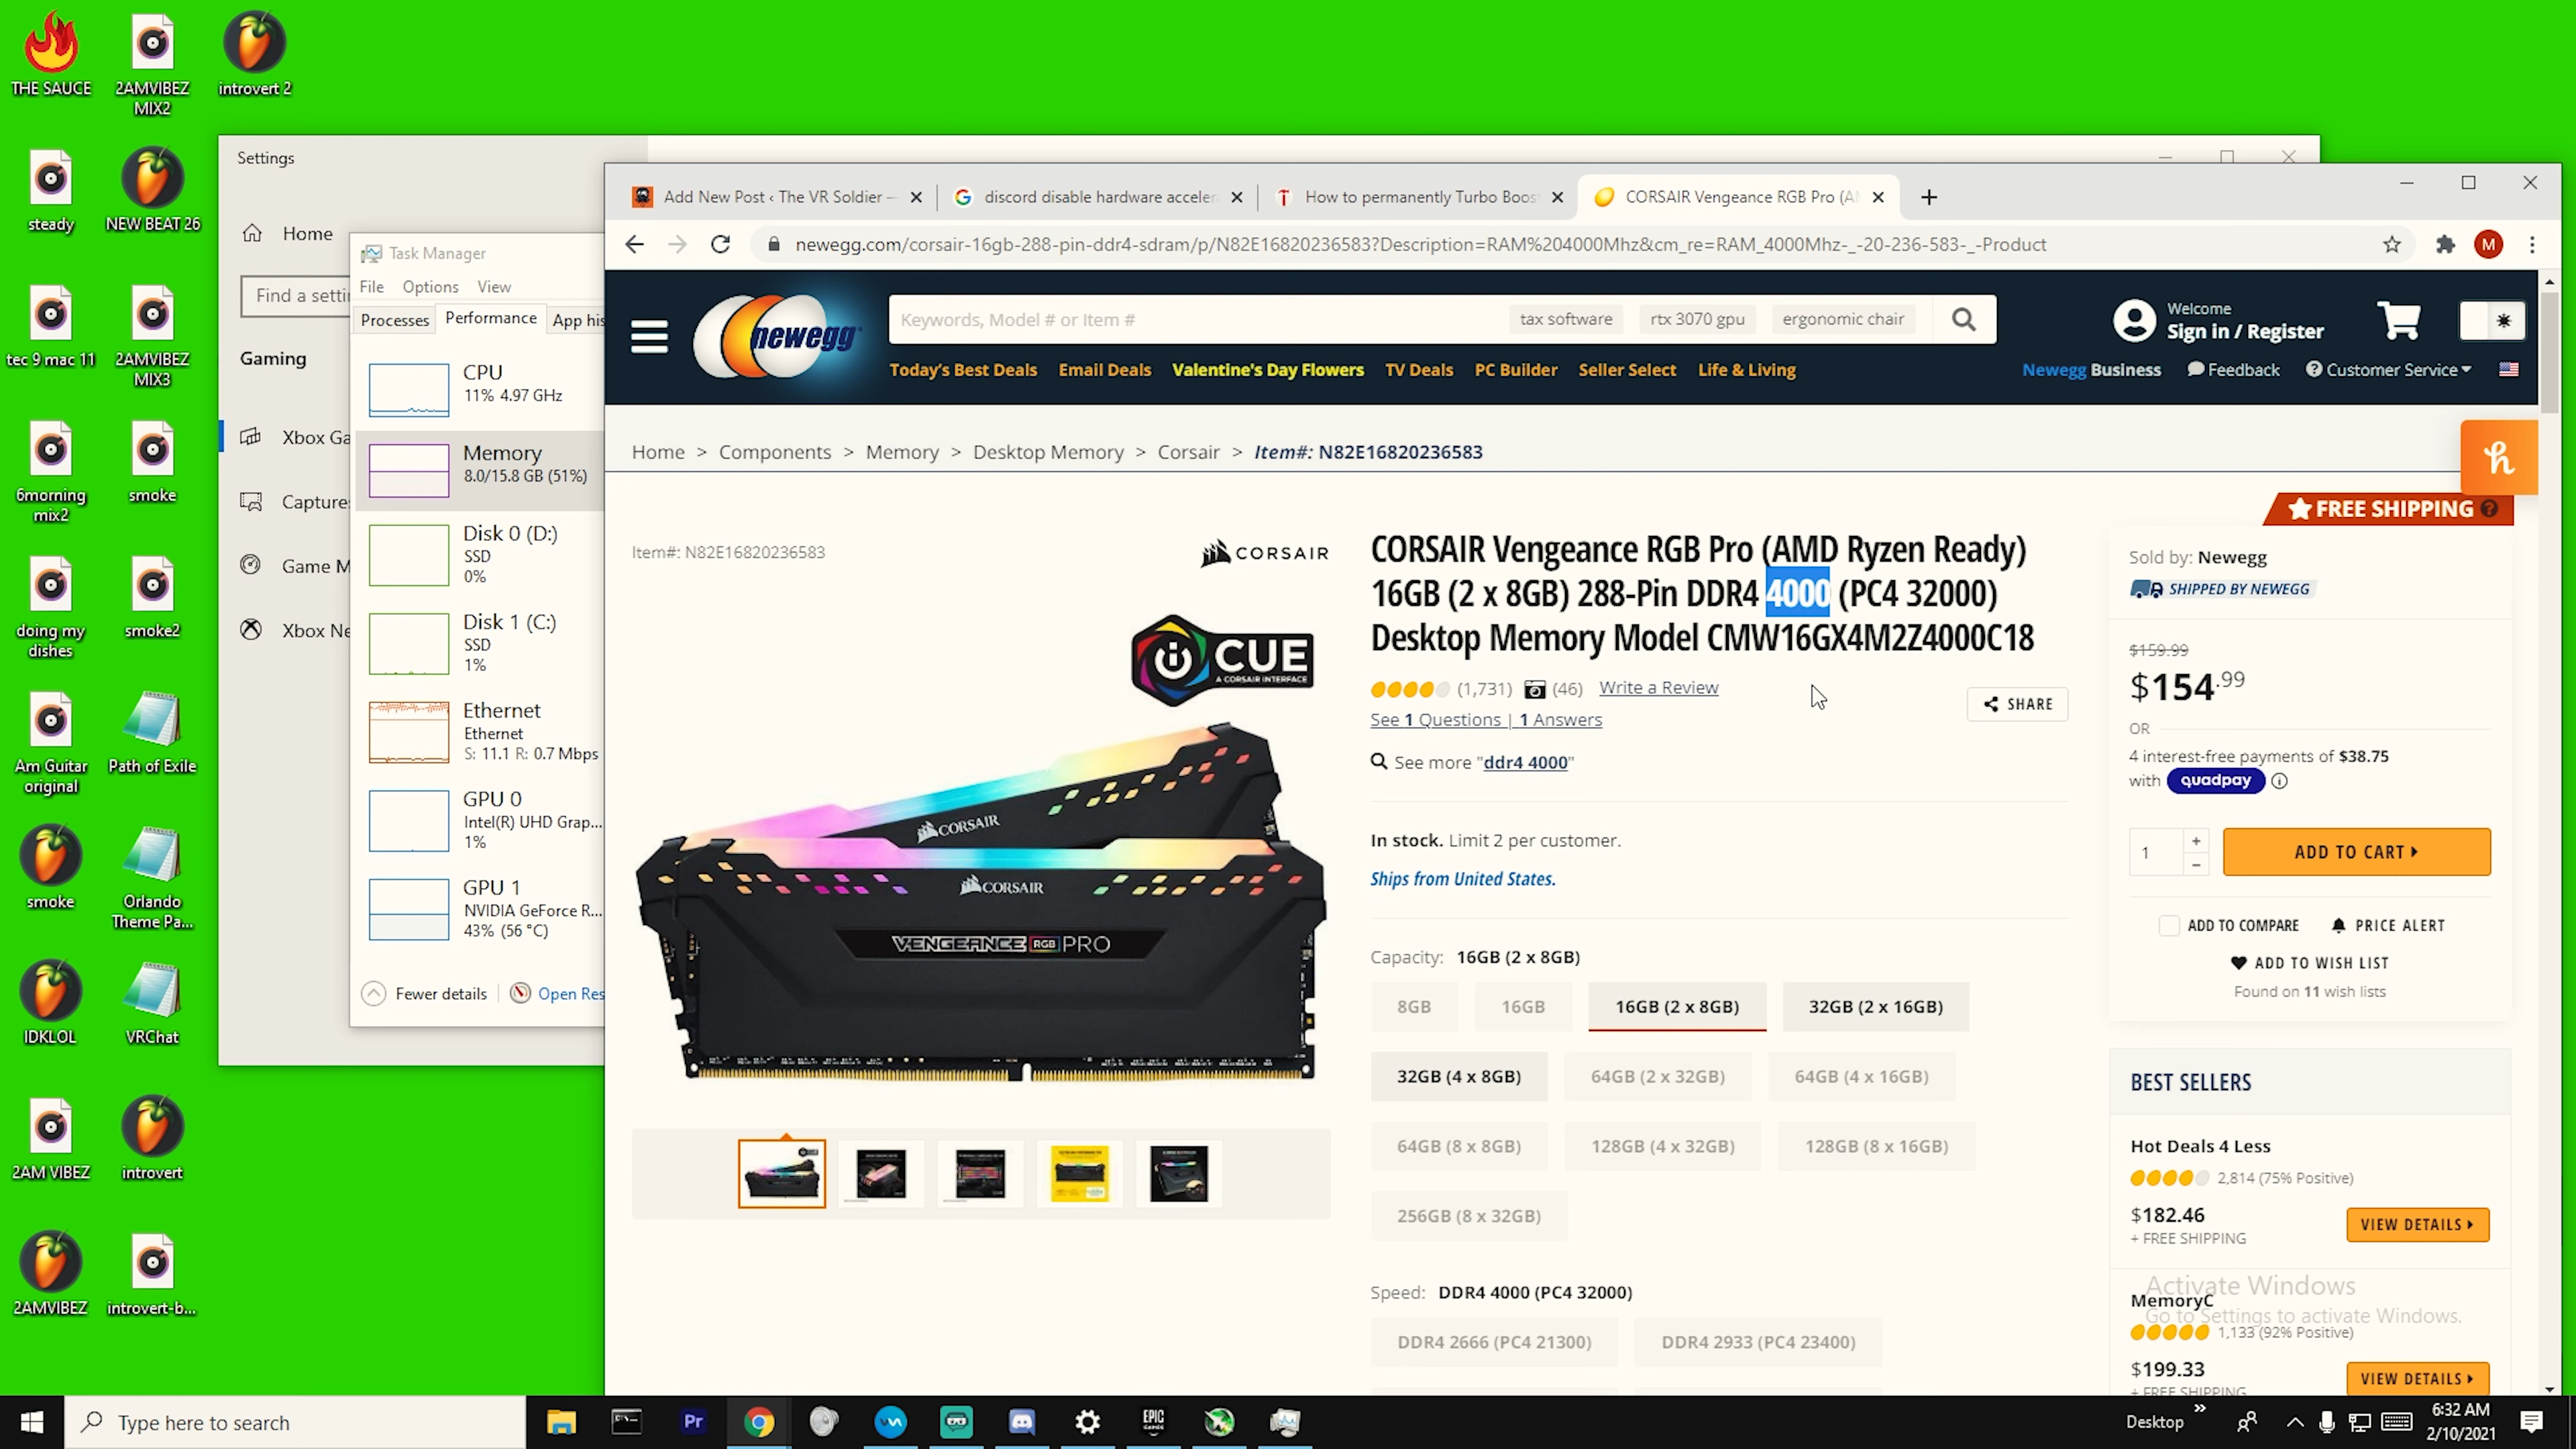 THE SAUCE
2AMVIBEZ
MIX2
introvert 2
steady
NEW BEAT 26
tec 9 mac 11
2AMVIBEZ
MIX3
6morning
mix2
smoke
doing my
dishes
smoke2
Am Guitar
original
Path of Exile
smoke
Orlando
Theme Pa...
IDKLOL
VRChat
2AM VIBEZ
introvert
2AMVIBEZ
introvert-b...
Settings
Home
Find a setti
Gaming
Xbox Ga
Capture
Game M
Xbox Ne
Task Manager
File Options View
Processes Performance App his
CPU
11% 4.97 GHz
Memory
8.0/15.8 GB (51%)
Disk 0 (D:)
SSD
0%
Disk 1 (C:)
SSD
1%
Ethernet
Ethernet
S: 11.1 R: 0.7 Mbps
GPU 0
Intel(R) UHD Grap...
1%
GPU 1
NVIDIA GeForce R...
43% (56 °C)
Fewer details Open Res
Add New Post ‹ The VR Soldier —
discord disable hardware acceler
How to permanently Turbo Boos
CORSAIR Vengeance RGB Pro (A
newegg.com/corsair-16gb-288-pin-ddr4-sdram/p/N82E16820236583?Description=RAM%204000Mhz&cm_re=RAM_4000Mhz-_-20-236-583-_-Product
M
newegg
Keywords, Model # or Item #
tax software rtx 3070 gpu ergonomic chair
Welcome
Sign in / Register
Today's Best Deals Email Deals Valentine's Day Flowers TV Deals PC Builder Seller Select Life & Living
Newegg Business Feedback Customer Service
Home > Components > Memory > Desktop Memory > Corsair > Item#: N82E16820236583
h
FREE SHIPPING
Item#: N82E16820236583
CORSAIR
CUE
A CORSAIR INTERFACE
CORSAIR
CORSAIR
VENGEANCE RGB PRO
CORSAIR Vengeance RGB Pro (AMD Ryzen Ready)
16GB (2 x 8GB) 288-Pin DDR4 4000 (PC4 32000)
Desktop Memory Model CMW16GX4M2Z4000C18
(1,731) (46) Write a Review
See 1 Questions | 1 Answers
SHARE
See more "ddr4 4000"
In stock. Limit 2 per customer.
Ships from United States.
Capacity: 16GB (2 x 8GB)
8GB 16GB 16GB (2 x 8GB) 32GB (2 x 16GB)
32GB (4 x 8GB) 64GB (2 x 32GB) 64GB (4 x 16GB)
64GB (8 x 8GB) 128GB (4 x 32GB) 128GB (8 x 16GB)
256GB (8 x 32GB)
Speed: DDR4 4000 (PC4 32000)
DDR4 2666 (PC4 21300) DDR4 2933 (PC4 23400)
Sold by: Newegg
SHIPPED BY NEWEGG
$159.99
$154.99
OR
4 interest-free payments of $38.75
with quadpay
1
ADD TO CART
ADD TO COMPARE PRICE ALERT
ADD TO WISH LIST
Found on 11 wish lists
BEST SELLERS
Hot Deals 4 Less
2,814 (75% Positive)
$182.46
+ FREE SHIPPING
VIEW DETAILS
Activate Windows
MemoryC
Go to Settings to activate Windows.
1,133 (92% Positive)
$199.33
+ FREE SHIPPING
VIEW DETAILS
Type here to search
Pr
EPIC
GAMES
Desktop
6:32 AM
2/10/2021